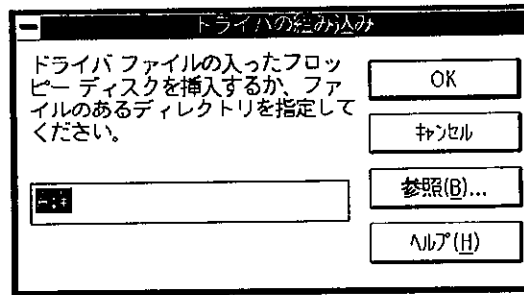 ドライバの組み込み
ドライバ ファイルの入ったフロッ
ピー ディスクを挿入するか、ファ
イルのあるディレクトリを指定して
ください。
OK
ｷｬﾝｾﾙ
参照(B)...
ﾍﾙﾌﾟ(H)